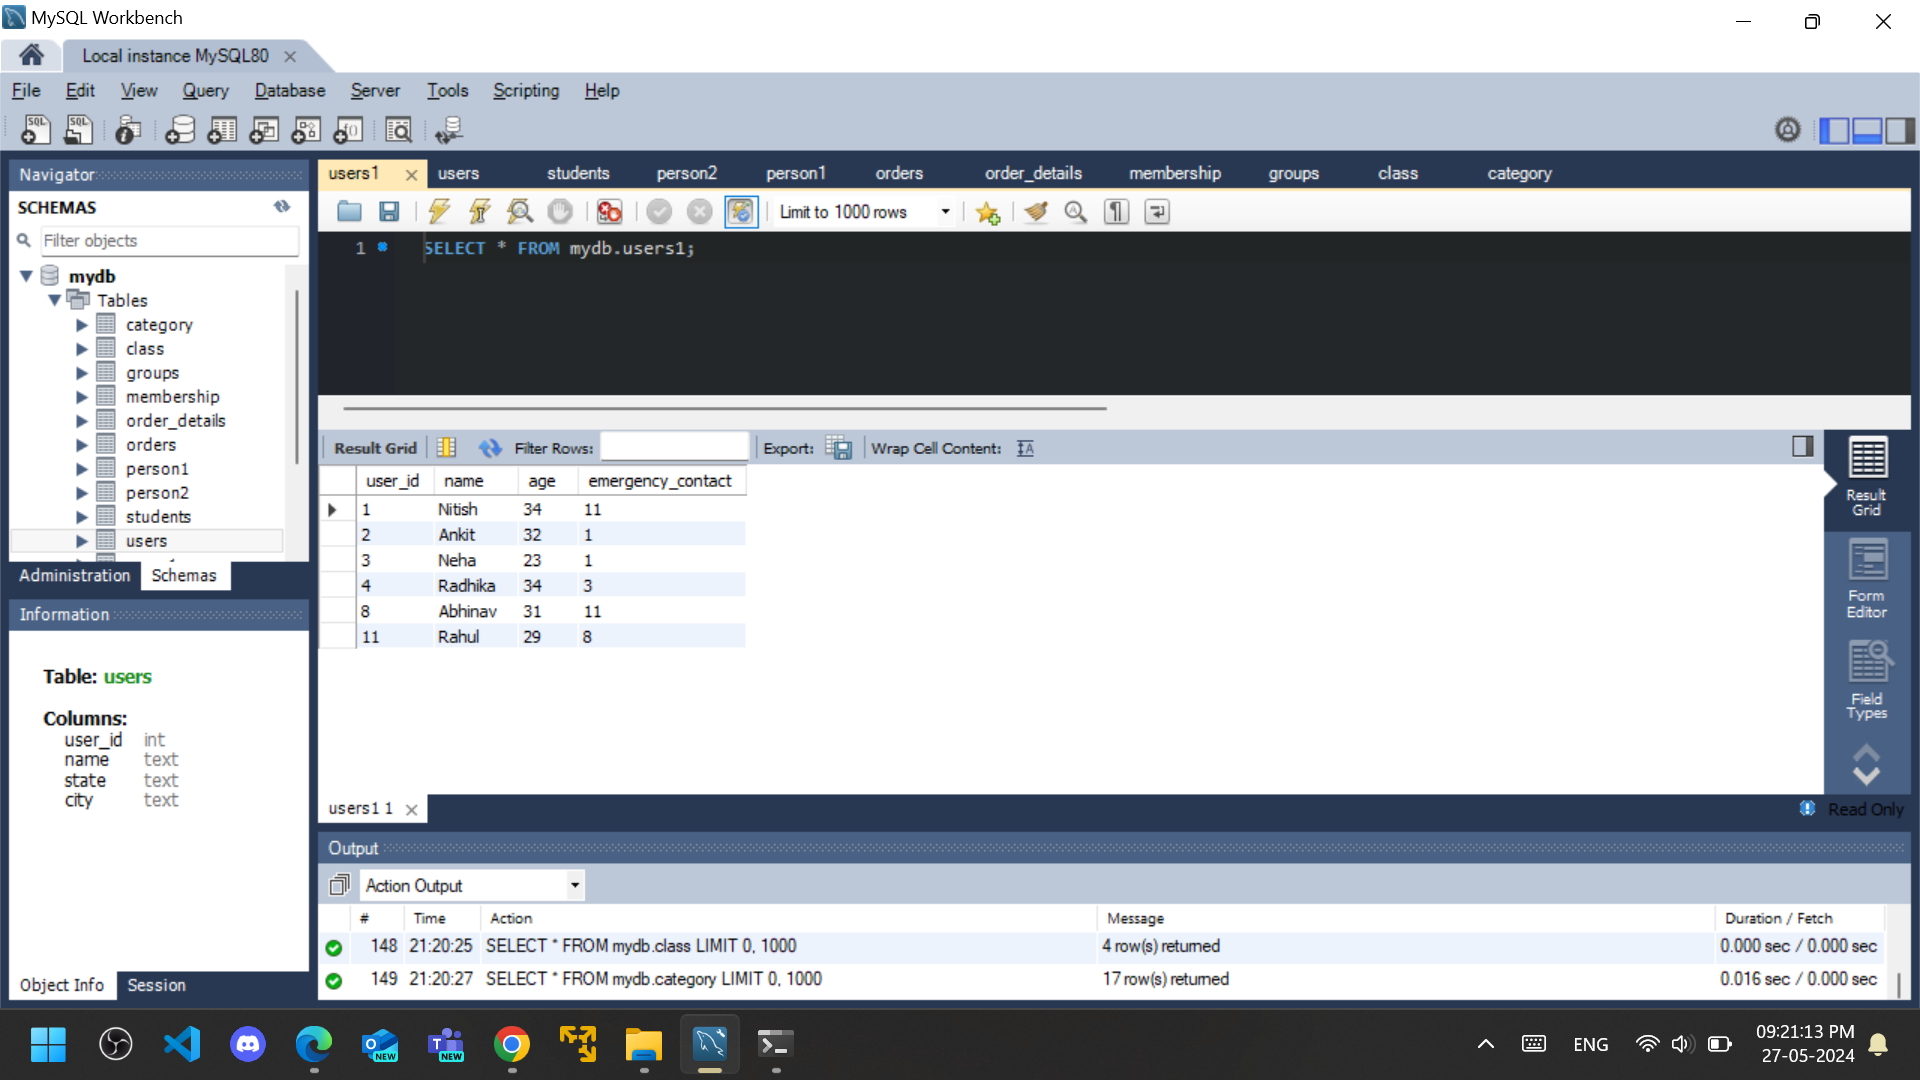 MySQL Workbench
Local instance MySQL80
File Edit View Query Database Server Tools Scripting Help
SQL SQL
Navigator
SCHEMAS
Filter objects
mydb
Tables
category
class
groups
membership
order_details
orders
person1
person2
students
users
Administration Schemas
Information
Table: users
Columns:
user_id int
name text
state text
city text
Object Info Session
users1 users students person2 person1 orders order_details membership groups class category
Limit to 1000 rows
1 SELECT * FROM mydb.users1;
Result Grid Filter Rows: Export: Wrap Cell Content:
user_id name age emergency_contact
1 Nitish 34 11
2 Ankit 32 1
3 Neha 23 1
4 Radhika 34 3
8 Abhinav 31 11
11 Rahul 29 8
Result
Grid
Form
Editor
Field
Types
users1 1
Read Only
Output
Action Output
# Time Action Message Duration / Fetch
148 21:20:25 SELECT * FROM mydb.class LIMIT 0, 1000 4 row(s) returned 0.000 sec / 0.000 sec
149 21:20:27 SELECT * FROM mydb.category LIMIT 0, 1000 17 row(s) returned 0.016 sec / 0.000 sec
NEW NEW
ENG
09:21:13 PM
27-05-2024